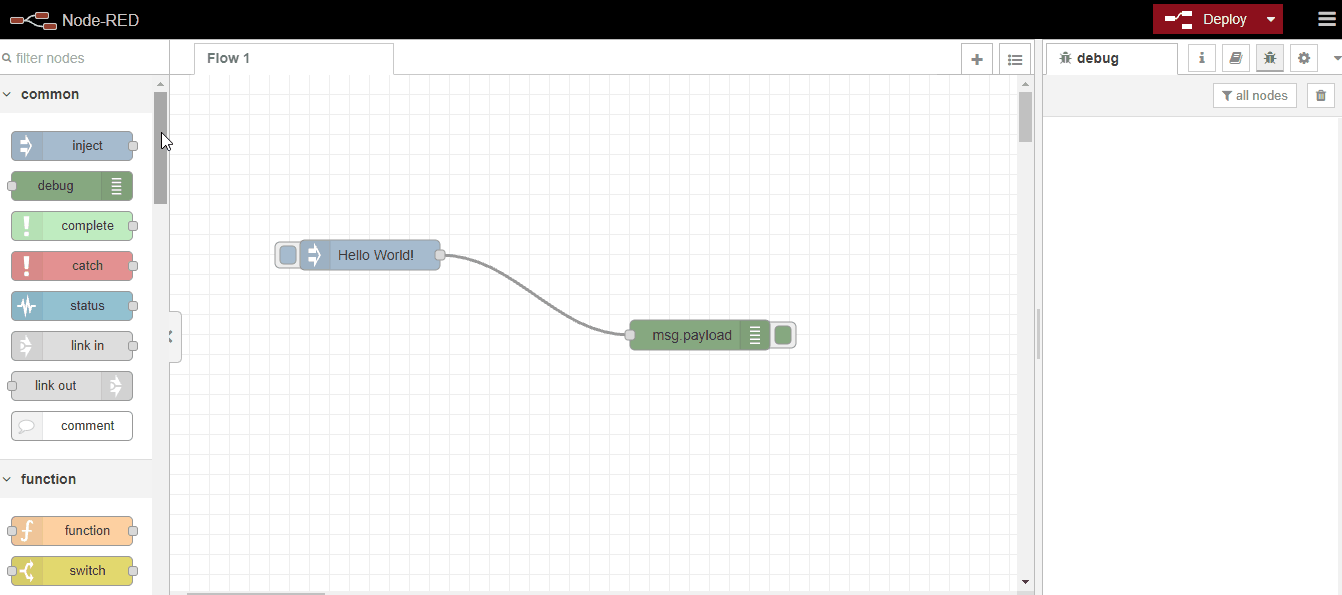 Node-RED
Deploy
filter nodes
Flow 1
debug
all nodes
common
inject
debug
complete
catch
status
link in
link out
comment
function
function
switch
Hello World!
msg.payload